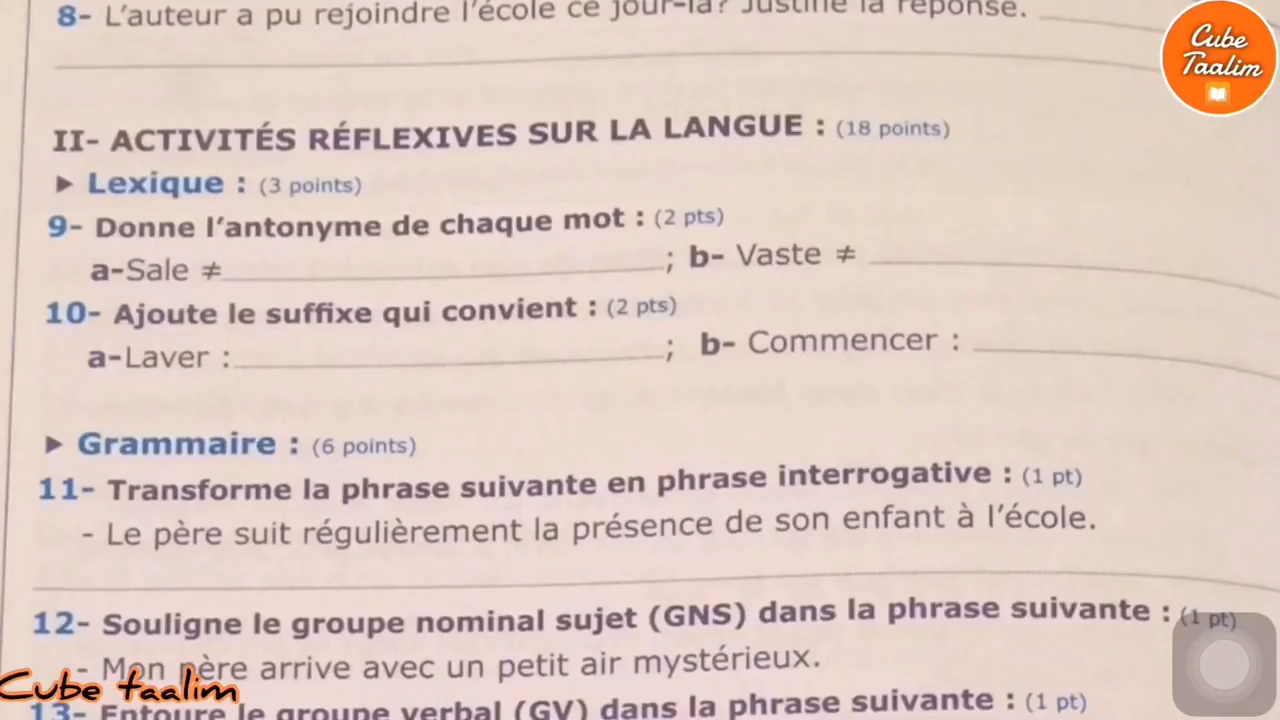 8- L'auteur a pu rejoindre l'école ce jour-là? Justifie la réponse.
Cube
Taalim
II- ACTIVITÉS RÉFLEXIVES SUR LA LANGUE : (18 points)
► Lexique : (3 points)
9- Donne l'antonyme de chaque mot : (2 pts)
a-Sale ≠ ; b- Vaste ≠
10- Ajoute le suffixe qui convient : (2 pts)
a-Laver : ; b- Commencer :
► Grammaire : (6 points)
11- Transforme la phrase suivante en phrase interrogative : (1 pt)
- Le père suit régulièrement la présence de son enfant à l'école.
12- Souligne le groupe nominal sujet (GNS) dans la phrase suivante : (1 pt)
- Mon père arrive avec un petit air mystérieux.
Cube taalim
13- Entoure le groupe verbal (GV) dans la phrase suivante : (1 pt)